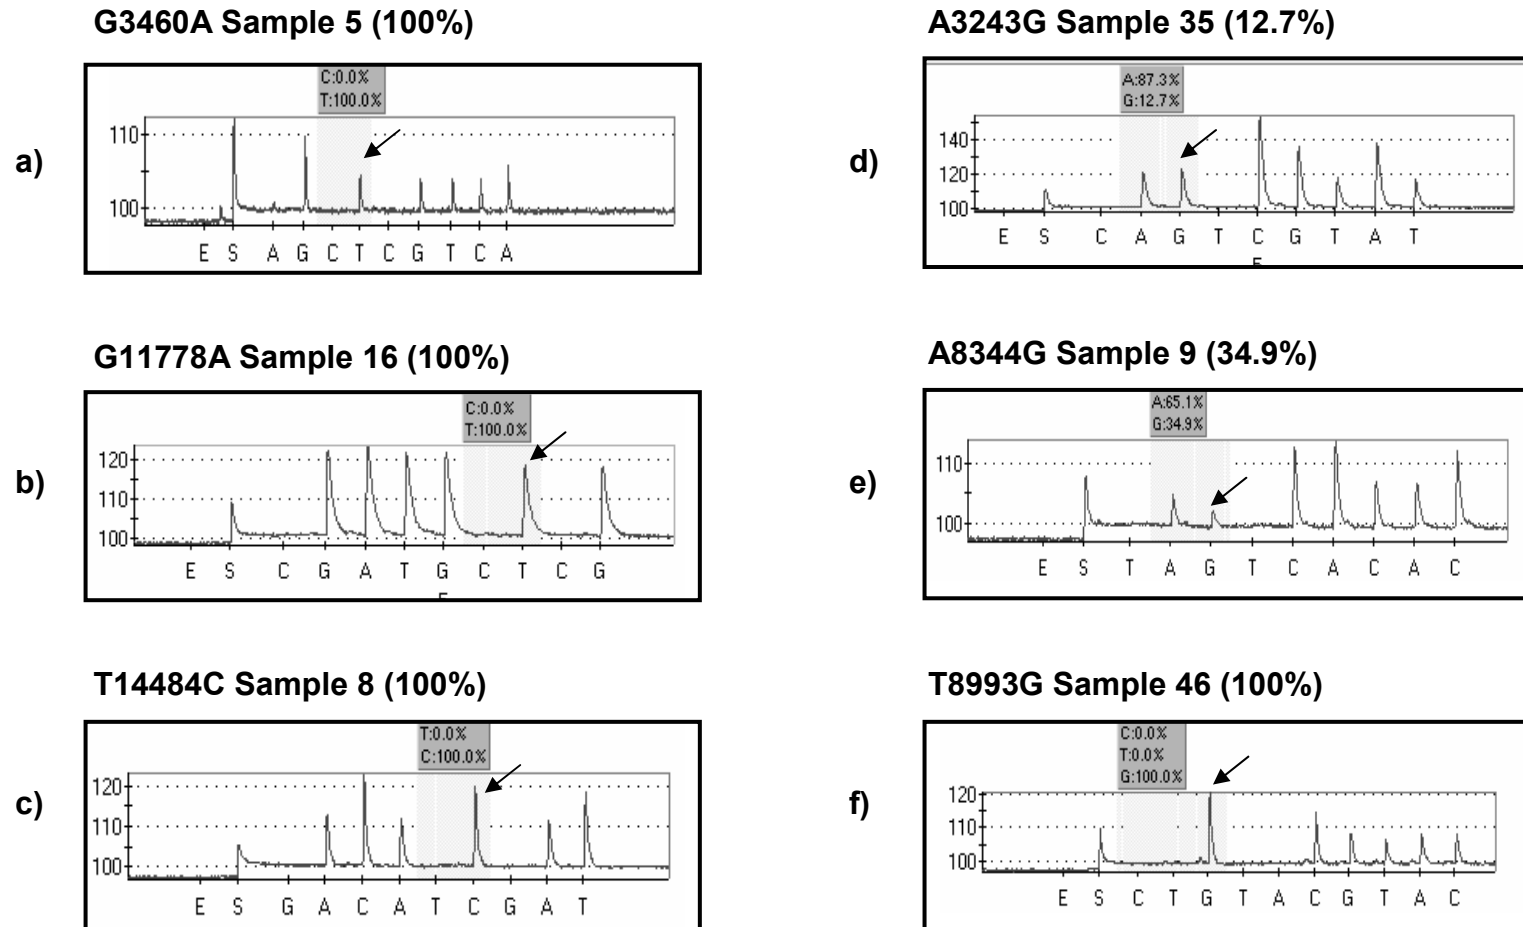 G3460A Sample 5 (100%)
a)
C:0.0%
T:100.0%
110
100
E S A G C T C G T C A
G11778A Sample 16 (100%)
b)
C:0.0%
T:100.0%
120
110
100
E S C G A T G C T C G
T14484C Sample 8 (100%)
c)
T:0.0%
C:100.0%
120
110
100
E S G A C A T C G A T
A3243G Sample 35 (12.7%)
d)
A:87.3%
G:12.7%
140
120
100
E S C A G T C G T A T
A8344G Sample 9 (34.9%)
e)
A:65.1%
G:34.9%
110
100
E S T A G T C A C A C
T8993G Sample 46 (100%)
f)
C:0.0%
T:0.0%
G:100.0%
120
110
100
E S C T G T A C G T A C